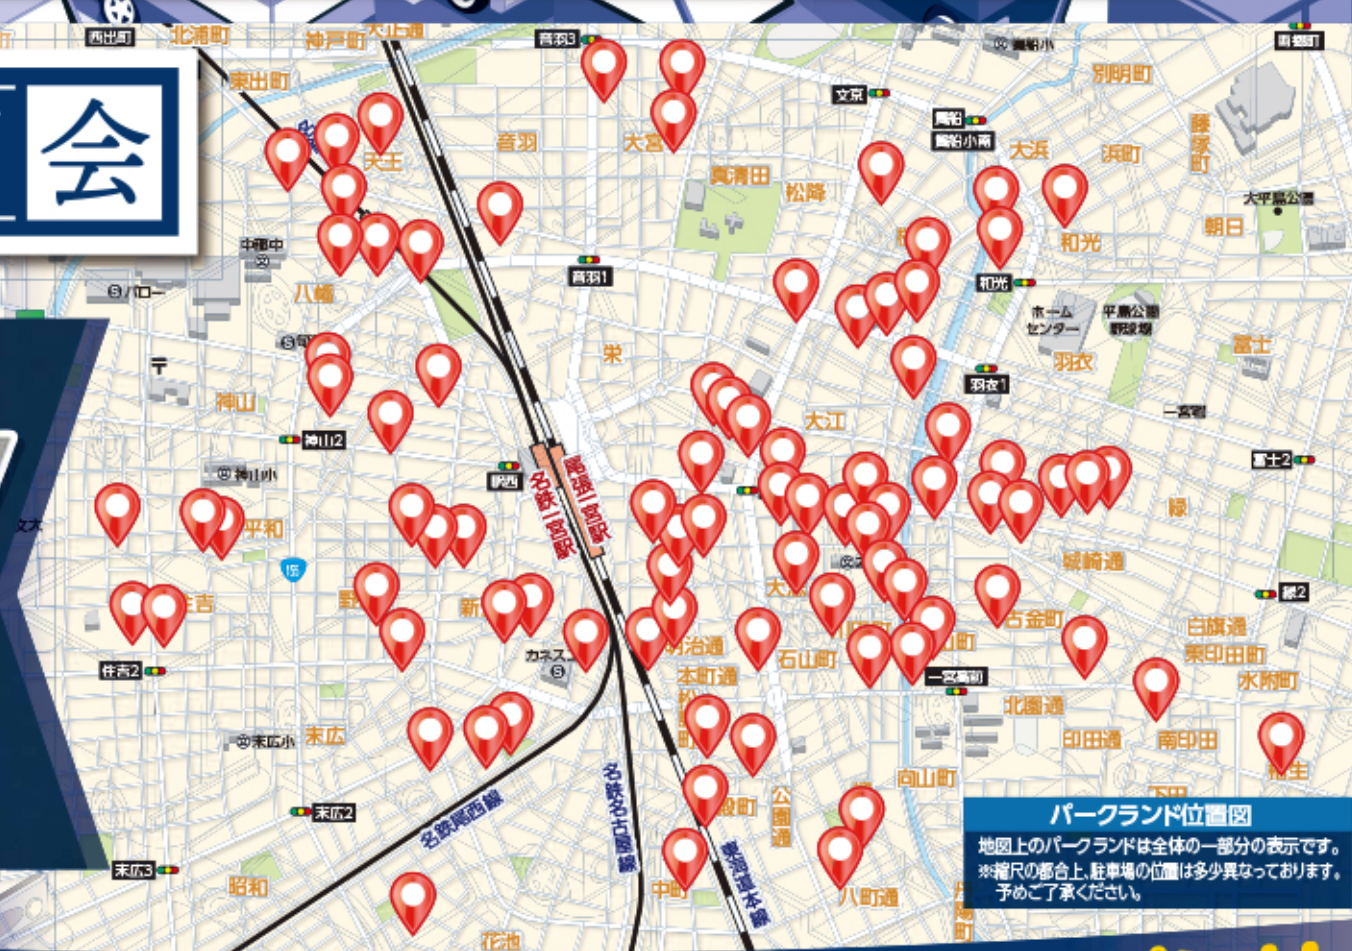 西出町
北浦町
神戸町
大正通
音羽3
東出町
文京
別明町
会
天王
音羽
大宮
大浜
浜町
藤塚町
真清田
松降
大平島公園
朝日
和光
中部中
音羽1
和光
バロー
八幡
ホーム
センター
平島公園
野球場
栄
羽衣
富士
羽衣1
神山
大江
一宮
神山2
富士2
神山小
駅西
名鉄一宮駅
尾張一宮駅
緑
平和
155
城崎通
緑2
古金町
白旗通
東印田町
カネスエ
明治通
石山町
住吉2
本町通
一宮高前
水附町
北園通
末広小
末広
印田通
南印田
向山町
公園通
末広2
名鉄尾西線
名鉄名古屋線
東海道本線
末広3
昭和
中町
八町通
花池
パークランド位置図
地図上のパークランドは全体の一部分の表示です。
※縮尺の都合上、駐車場の位置は多少異なっております。
予めご了承ください。